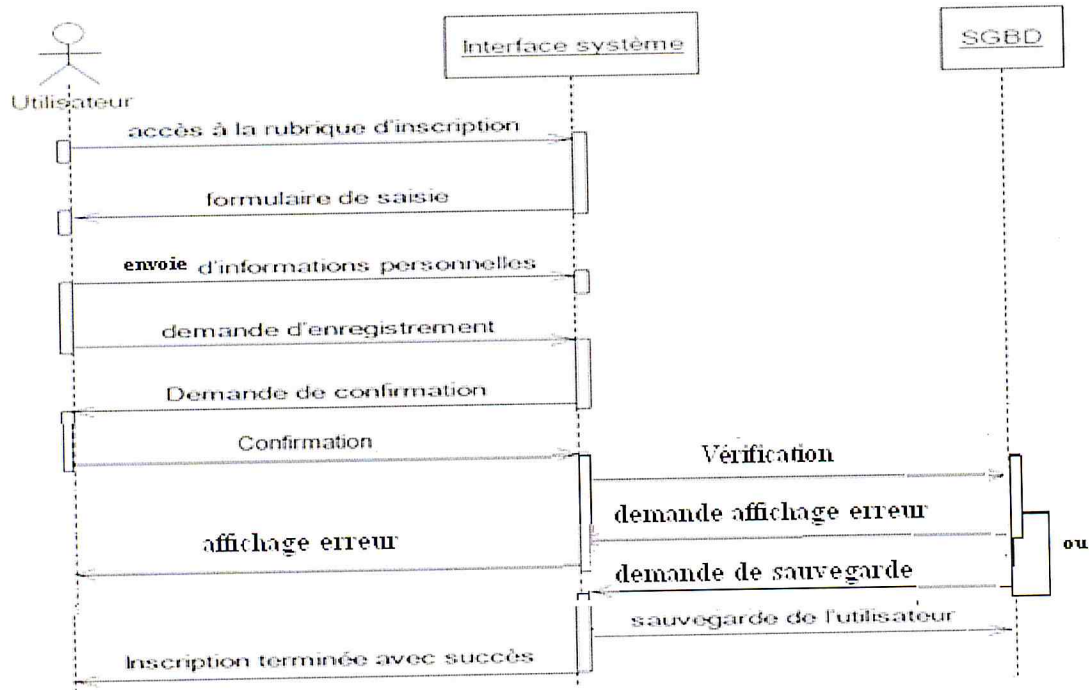 Interface système
SGBD
Utilisateur
accès à la rubrique d'inscription
formulaire de saisie
envoie d'informations personnelles
demande d'enregistrement
Demande de confirmation
Confirmation
Vérification
demande affichage erreur
affichage erreur
ou
demande de sauvegarde
sauvegarde de l'utilisateur
Inscription terminée avec succès